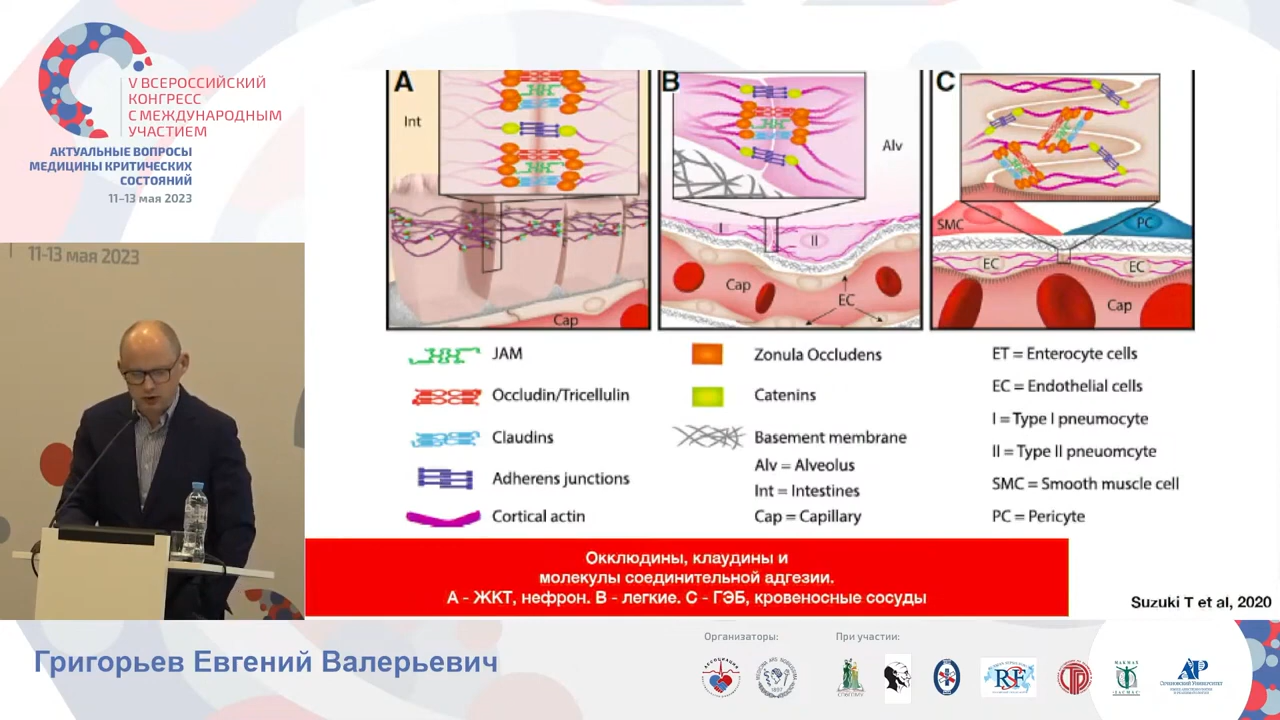 V ВСЕРОССИЙСКИЙ
КОНГРЕСС
С МЕЖДУНАРОДНЫМ
УЧАСТИЕМ
АКТУАЛЬНЫЕ ВОПРОСЫ
МЕДИЦИНЫ КРИТИЧЕСКИХ
СОСТОЯНИЙ
11–13 мая 2023
11-13 мая 2023
A
Int
Cap
B
Alv
I
II
Cap
EC
C
SMC
PC
EC
EC
Cap
JAM
Occludin/Tricellulin
Claudins
Adherens junctions
Cortical actin
Zonula Occludens
Catenins
Basement membrane
Alv = Alveolus
Int = Intestines
Cap = Capillary
ET = Enterocyte cells
EC = Endothelial cells
I = Type I pneumocyte
II = Type II pneuomcyte
SMC = Smooth muscle cell
PC = Pericyte
Окклюдины, клаудины и
молекулы соединительной адгезии.
А - ЖКТ, нефрон. В - легкие. С - ГЭБ, кровеносные сосуды
Suzuki T et al, 2020
Григорьев Евгений Валерьевич
Организаторы:
При участии: